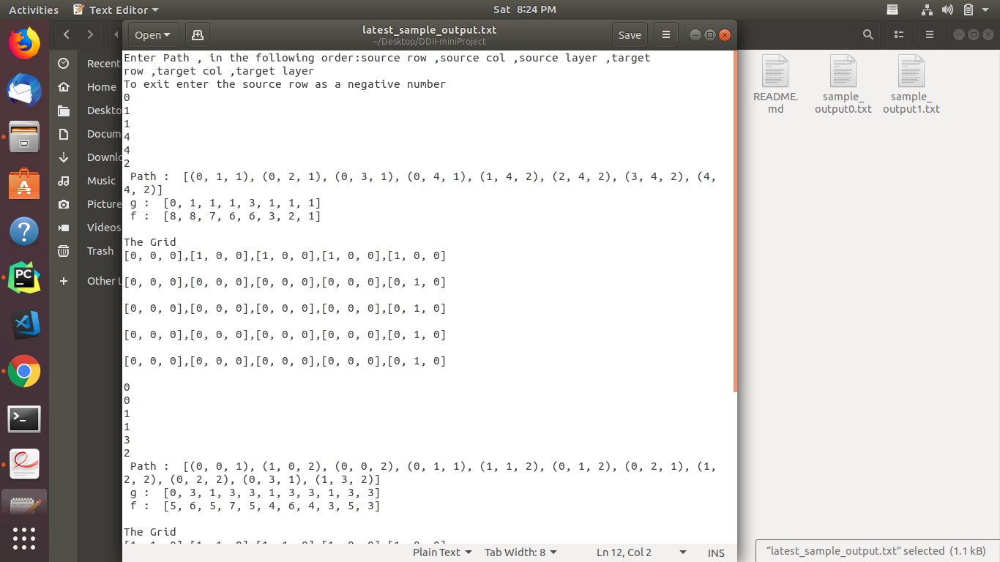 Activities
Text Editor
Sat 8:24 PM
Open
latest_sample_output.txt
~/Desktop/DDII-miniProject
Save
Recent
Home
Deskto
Docum
Downlo
Music
Picture
Videos
Trash
Other L
Enter Path , in the following order:source row ,source col ,source layer ,target
row ,target col ,target layer
To exit enter the source row as a negative number
0
1
1
4
4
2
Path :  [(0, 1, 1), (0, 2, 1), (0, 3, 1), (0, 4, 1), (1, 4, 2), (2, 4, 2), (3, 4, 2), (4,
4, 2)]
g :  [0, 1, 1, 1, 3, 1, 1, 1]
f :  [8, 8, 7, 6, 6, 3, 2, 1]
The Grid
[0, 0, 0],[1, 0, 0],[1, 0, 0],[1, 0, 0],[1, 0, 0]
[0, 0, 0],[0, 0, 0],[0, 0, 0],[0, 0, 0],[0, 1, 0]
[0, 0, 0],[0, 0, 0],[0, 0, 0],[0, 0, 0],[0, 1, 0]
[0, 0, 0],[0, 0, 0],[0, 0, 0],[0, 0, 0],[0, 1, 0]
[0, 0, 0],[0, 0, 0],[0, 0, 0],[0, 0, 0],[0, 1, 0]
0
0
1
1
3
2
Path :  [(0, 0, 1), (1, 0, 2), (0, 0, 2), (0, 1, 1), (1, 1, 2), (0, 1, 2), (0, 2, 1), (1,
2, 2), (0, 2, 2), (0, 3, 1), (1, 3, 2)]
g :  [0, 3, 1, 3, 3, 1, 3, 3, 1, 3, 3]
f :  [5, 6, 5, 7, 5, 4, 6, 4, 3, 5, 3]
The Grid
Plain Text
Tab Width: 8
Ln 12, Col 2
INS
README.
md
sample_
output0.txt
sample_
output1.txt
“latest_sample_output.txt” selected (1.1 kB)
PC